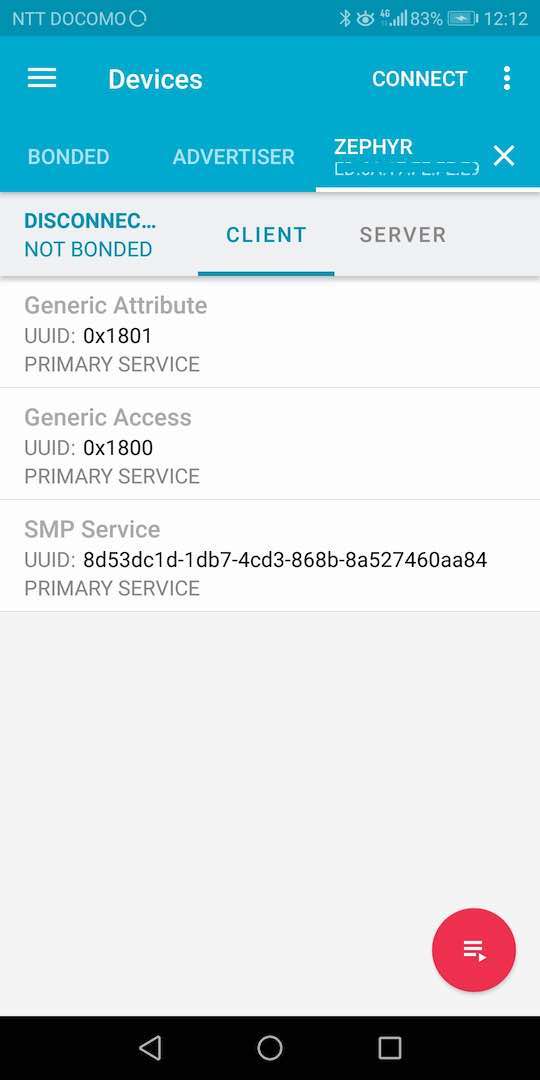 NTT DOCOMO 4G 83% 12:12
Devices CONNECT
BONDED ADVERTISER ZEPHYR
DISCONNEC...
NOT BONDED
CLIENT SERVER
Generic Attribute
UUID: 0x1801
PRIMARY SERVICE
Generic Access
UUID: 0x1800
PRIMARY SERVICE
SMP Service
UUID: 8d53dc1d-1db7-4cd3-868b-8a527460aa84
PRIMARY SERVICE